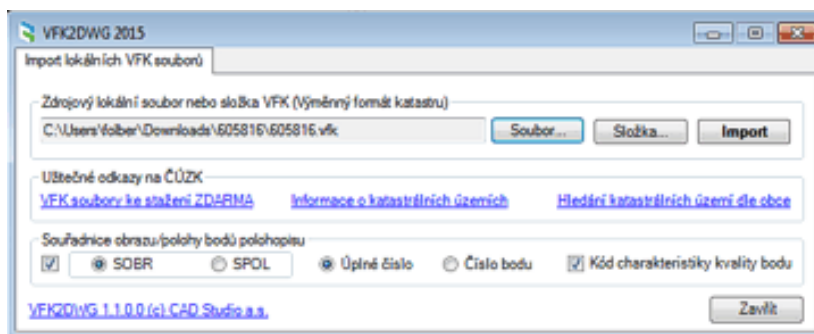 VFK2DWG 2015
Import lokálních VFK souborů
Zdrojový lokální soubor nebo složka VFK (Výměnný formát katastru)
C:\Users\folber\Downloads\605816\605816.vfk Soubor... Složka... Import
Užitečné odkazy na ČÚZK
VFK soubory ke stažení ZDARMA Informace o katastrálních územích Hledání katastrálních území dle obce
Souřadnice obrazu/polohy bodů polohopisu
SOBR SPOL Úplné číslo Číslo bodu Kód charakteristiky kvality bodu
VFK2DWG 1.1.0.0 (c) CAD Studio a.s. Zavřít